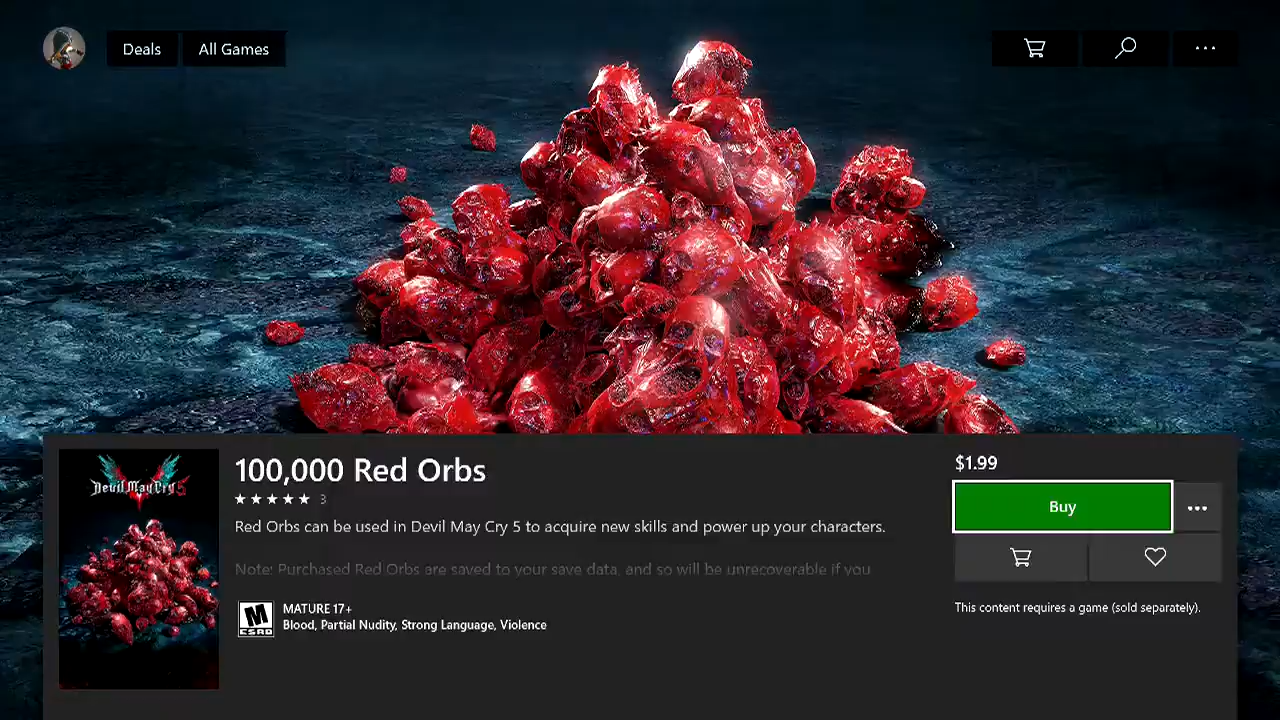 Deals
All Games
Devil May Cry 5
100,000 Red Orbs
3
Red Orbs can be used in Devil May Cry 5 to acquire new skills and power up your characters.
Note: Purchased Red Orbs are saved to your save data, and so will be unrecoverable if you
M
ESRB
MATURE 17+
Blood, Partial Nudity, Strong Language, Violence
$1.99
Buy
This content requires a game (sold separately).